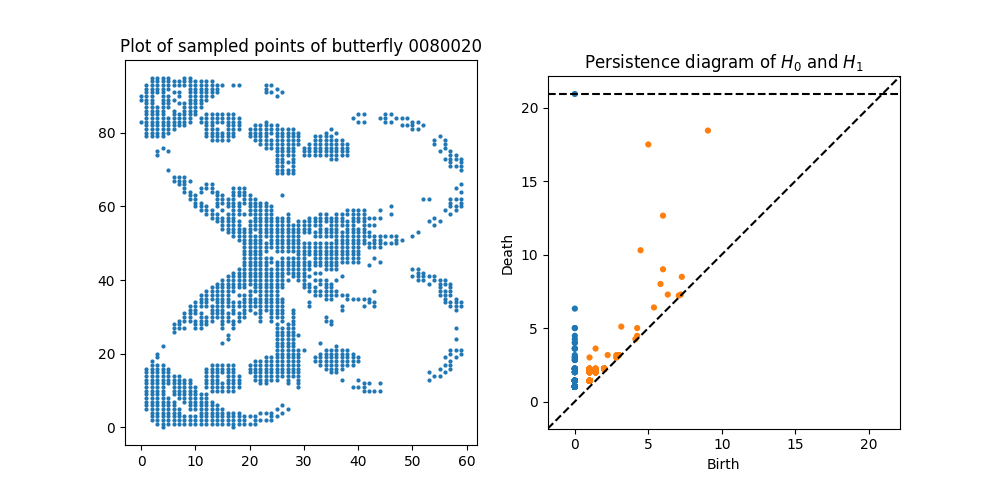 Plot of sampled points of butterfly 0080020
80
60
40
20
0
0 10 20 30 40 50 60
Persistence diagram of H₀ and H₁
20
15
10
5
0
Death
0 5 10 15 20
Birth